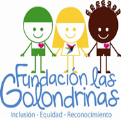 Fundación las
Golondrinas
Inclusión - Equidad - Reconocimiento